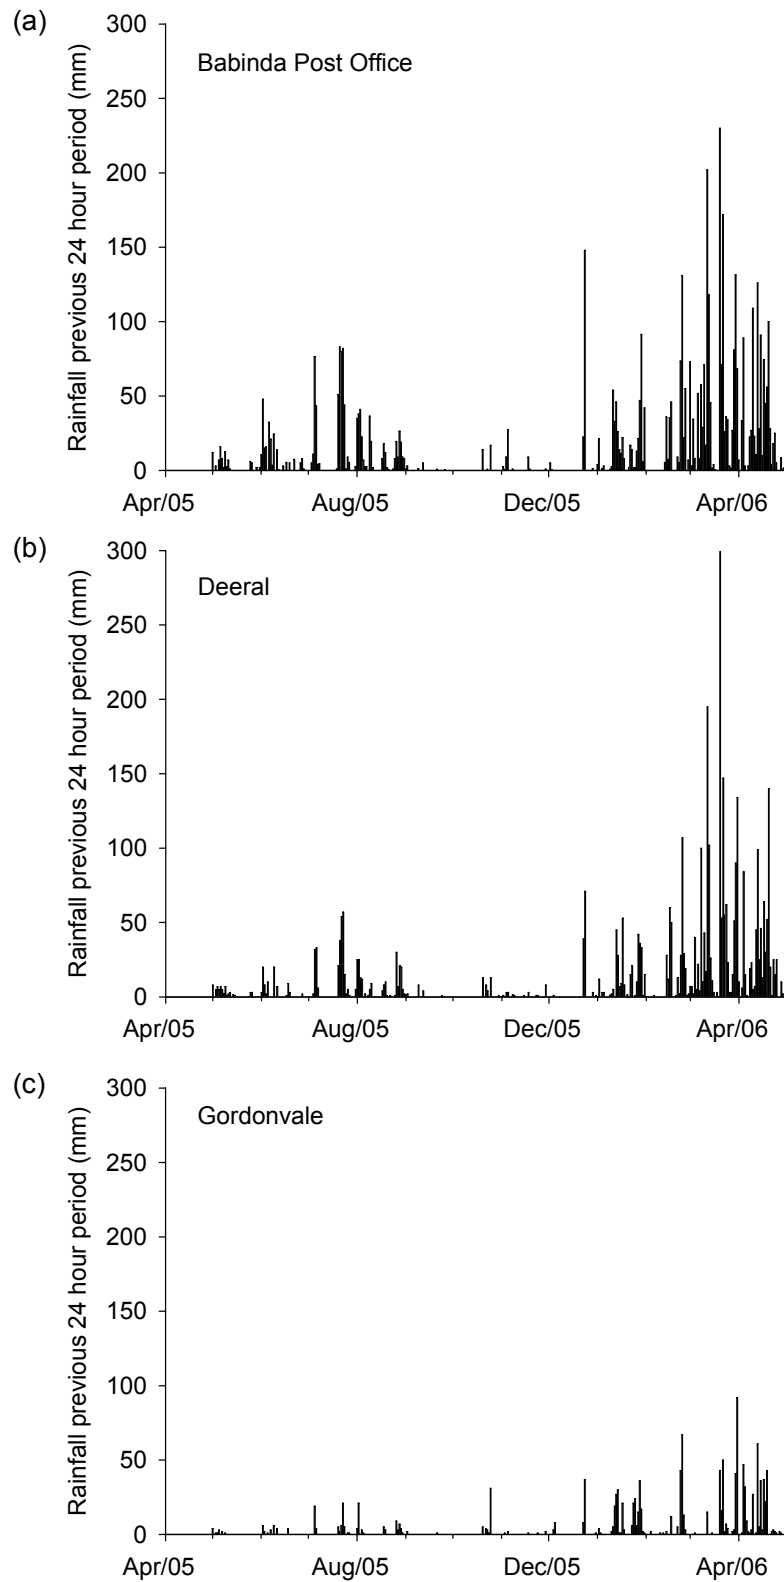 (a)
Rainfall previous 24 hour period (mm)
300
250
200
150
100
50
0
Babinda Post Office
Apr/05 Aug/05 Dec/05 Apr/06
(b)
Rainfall previous 24 hour period (mm)
300
250
200
150
100
50
0
Deeral
Apr/05 Aug/05 Dec/05 Apr/06
(c)
Rainfall previous 24 hour period (mm)
300
250
200
150
100
50
0
Gordonvale
Apr/05 Aug/05 Dec/05 Apr/06